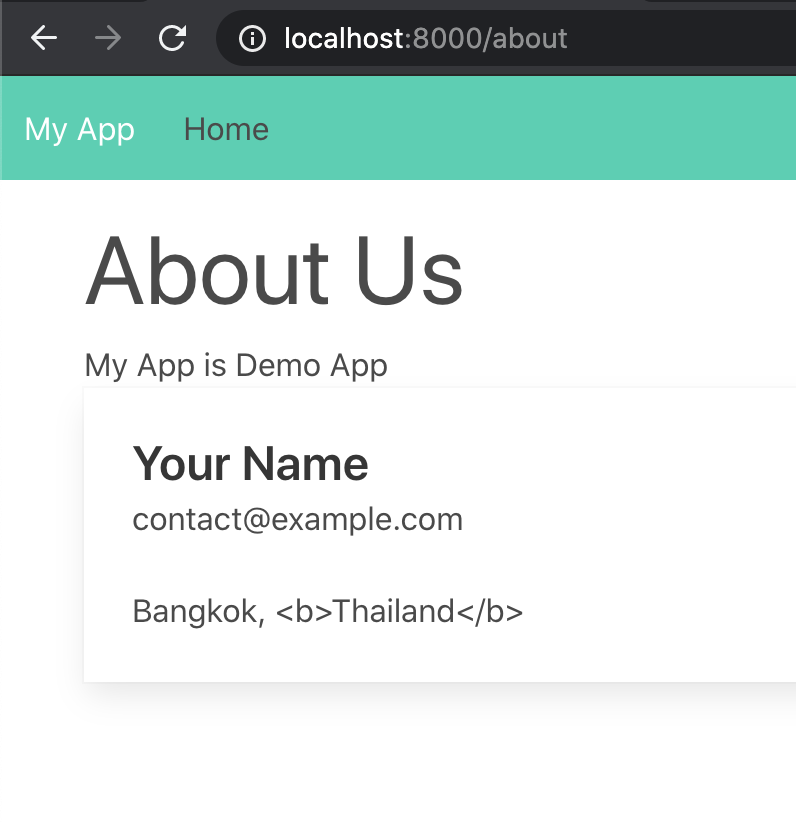 localhost:8000/about
My App Home
About Us
My App is Demo App
Your Name
contact@example.com
Bangkok, <b>Thailand</b>